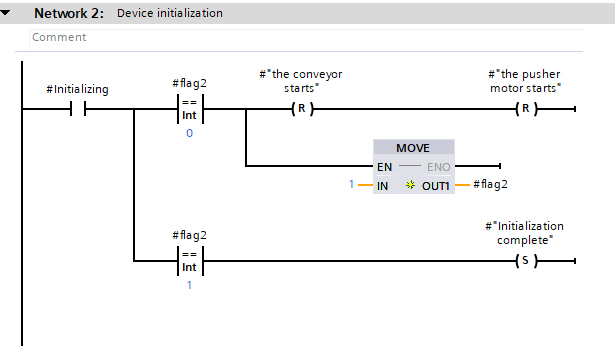 Network 2: Device initialization
Comment
#Initializing
#flag2
==
Int
0
#"the conveyor
starts"
R
#"the pusher
motor starts"
R
MOVE
EN
ENO
1
IN
OUT1
#flag2
#flag2
==
Int
1
#"Initialization
complete"
S